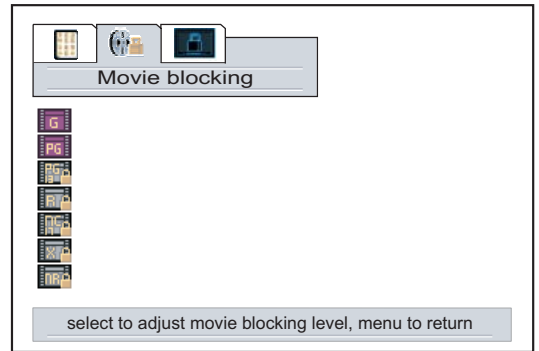 Movie blocking
G
PG
PG
13
R
NC
17
X
NR
select to adjust movie blocking level, menu to return